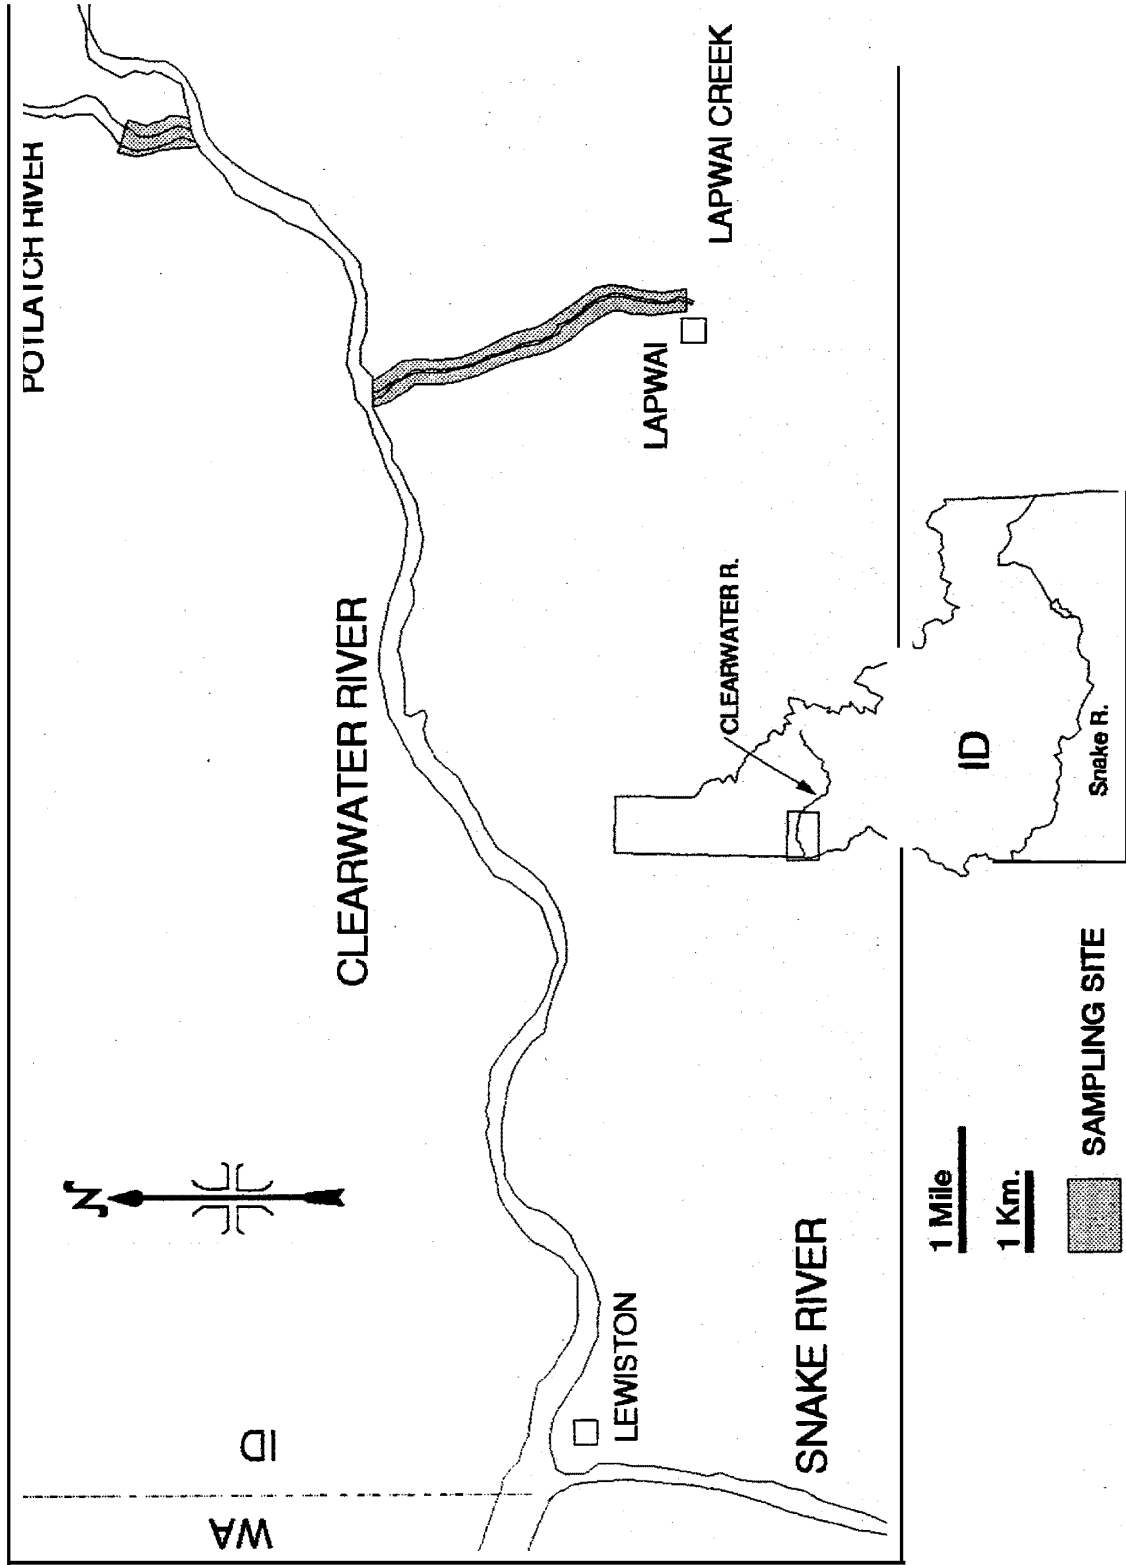 POTLATCH RIVER
N
WA
ID
CLEARWATER RIVER
LAPWAI
LAPWAI CREEK
LEWISTON
SNAKE RIVER
CLEARWATER R.
ID
Snake R.
1 Mile
1 Km.
SAMPLING SITE